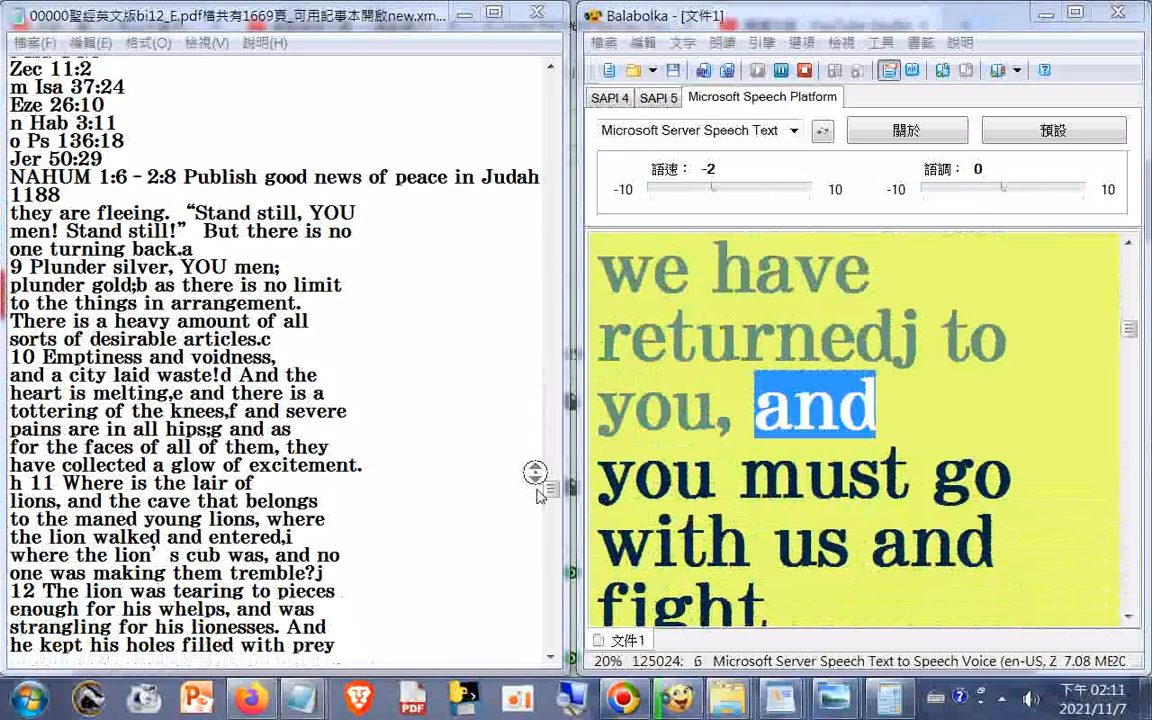 00000聖經英文版bi12_E.pdf檔共有1669頁_可用記事本開啟new.xm...
檔案(F) 編輯(E) 格式(O) 檢視(V) 說明(H)
Zec 11:2
m Isa 37:24
Eze 26:10
n Hab 3:11
o Ps 136:18
Jer 50:29
NAHUM 1:6–2:8 Publish good news of peace in Judah
1188
they are fleeing. “Stand still, YOU
men! Stand still!” But there is no
one turning back.a
9 Plunder silver, YOU men;
plunder gold;b as there is no limit
to the things in arrangement.
There is a heavy amount of all
sorts of desirable articles.c
10 Emptiness and voidness,
and a city laid waste!d And the
heart is melting,e and there is a
tottering of the knees,f and severe
pains are in all hips;g and as
for the faces of all of them, they
have collected a glow of excitement.
h 11 Where is the lair of
lions, and the cave that belongs
to the maned young lions, where
the lion walked and entered,i
where the lion’s cub was, and no
one was making them tremble?j
12 The lion was tearing to pieces
enough for his whelps, and was
strangling for his lionesses. And
he kept his holes filled with prey
Balabolka - [文件1]
檔案 編輯 文字 朗讀 引擎 選項 檢視 工具 書籤 說明
SAPI 4 SAPI 5 Microsoft Speech Platform
Microsoft Server Speech Text 關於 預設
語速： -2 語調： 0
-10 10 -10 10
we have
returnedj to
you, and
you must go
with us and
fight
文件1
20% 125024: 6 Microsoft Server Speech Text to Speech Voice (en-US, Z 7.08 ME
下午 02:11
2021/11/7